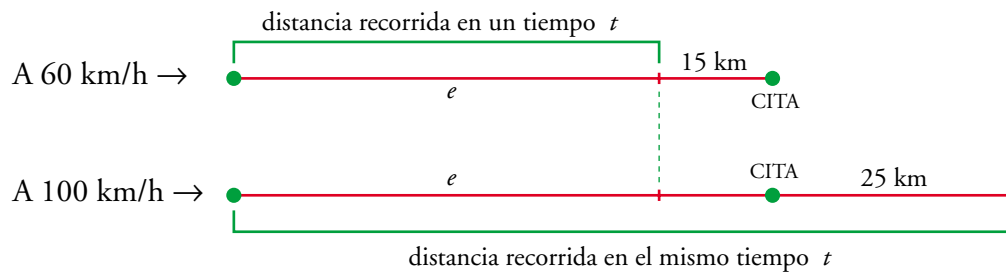 distancia recorrida en un tiempo t
A 60 km/h → 15 km
e
CITA
CITA
A 100 km/h → e 25 km
distancia recorrida en el mismo tiempo t